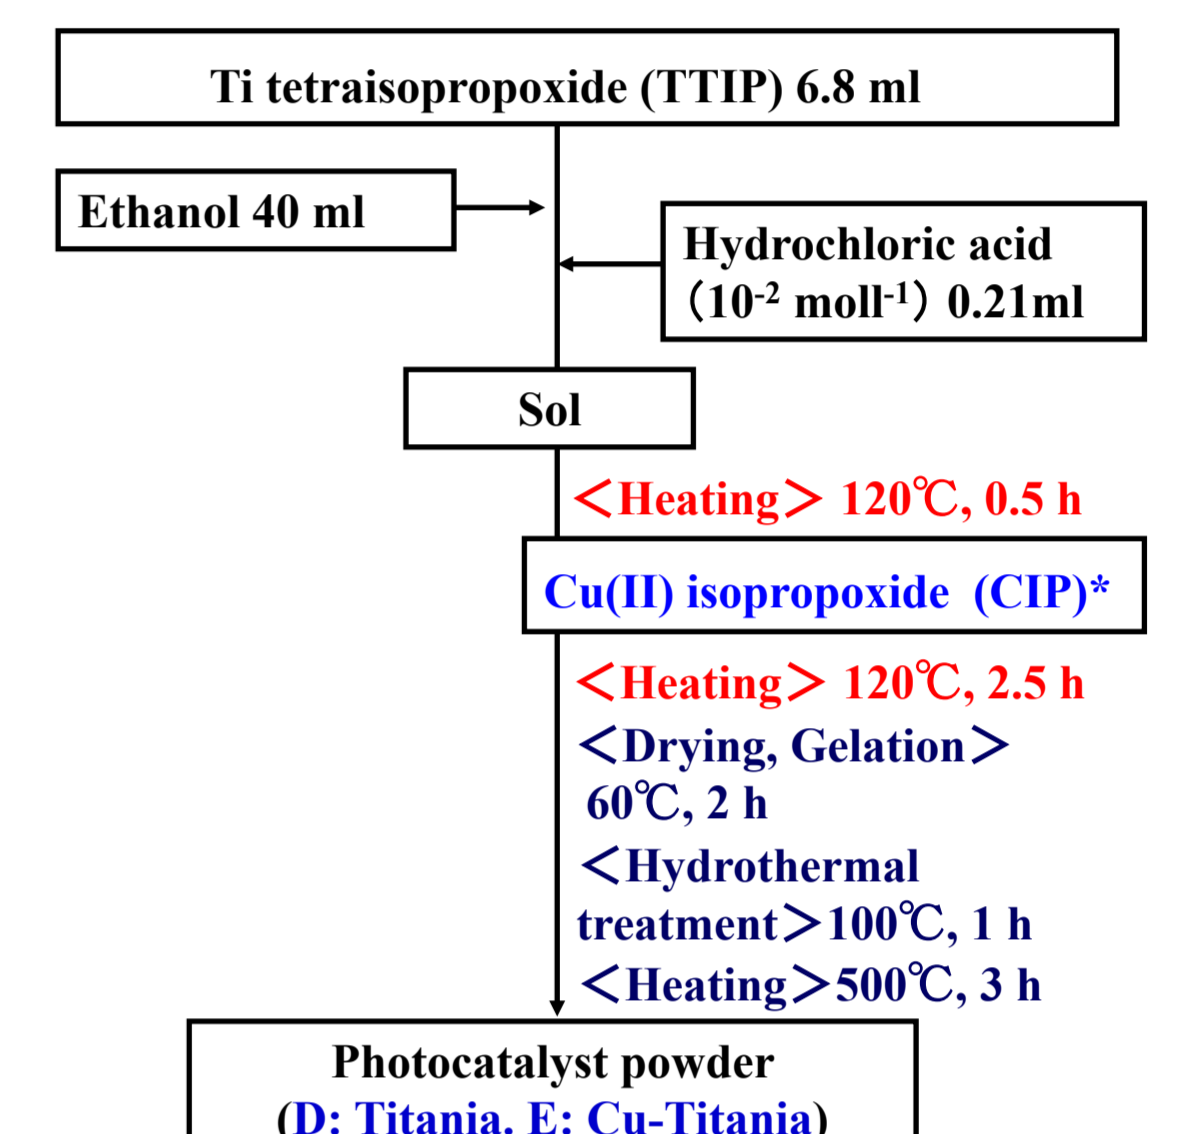 Ti tetraisopropoxide (TTIP) 6.8 ml
Ethanol 40 ml
Hydrochloric acid
（10-2 moll-1）0.21ml
Sol
＜Heating＞ 120℃, 0.5 h
Cu(II) isopropoxide (CIP)*
＜Heating＞ 120℃, 2.5 h
＜Drying, Gelation＞
60℃, 2 h
＜Hydrothermal
treatment＞100℃, 1 h
＜Heating＞500℃, 3 h
Photocatalyst powder
(D: Titania, E: Cu-Titania)